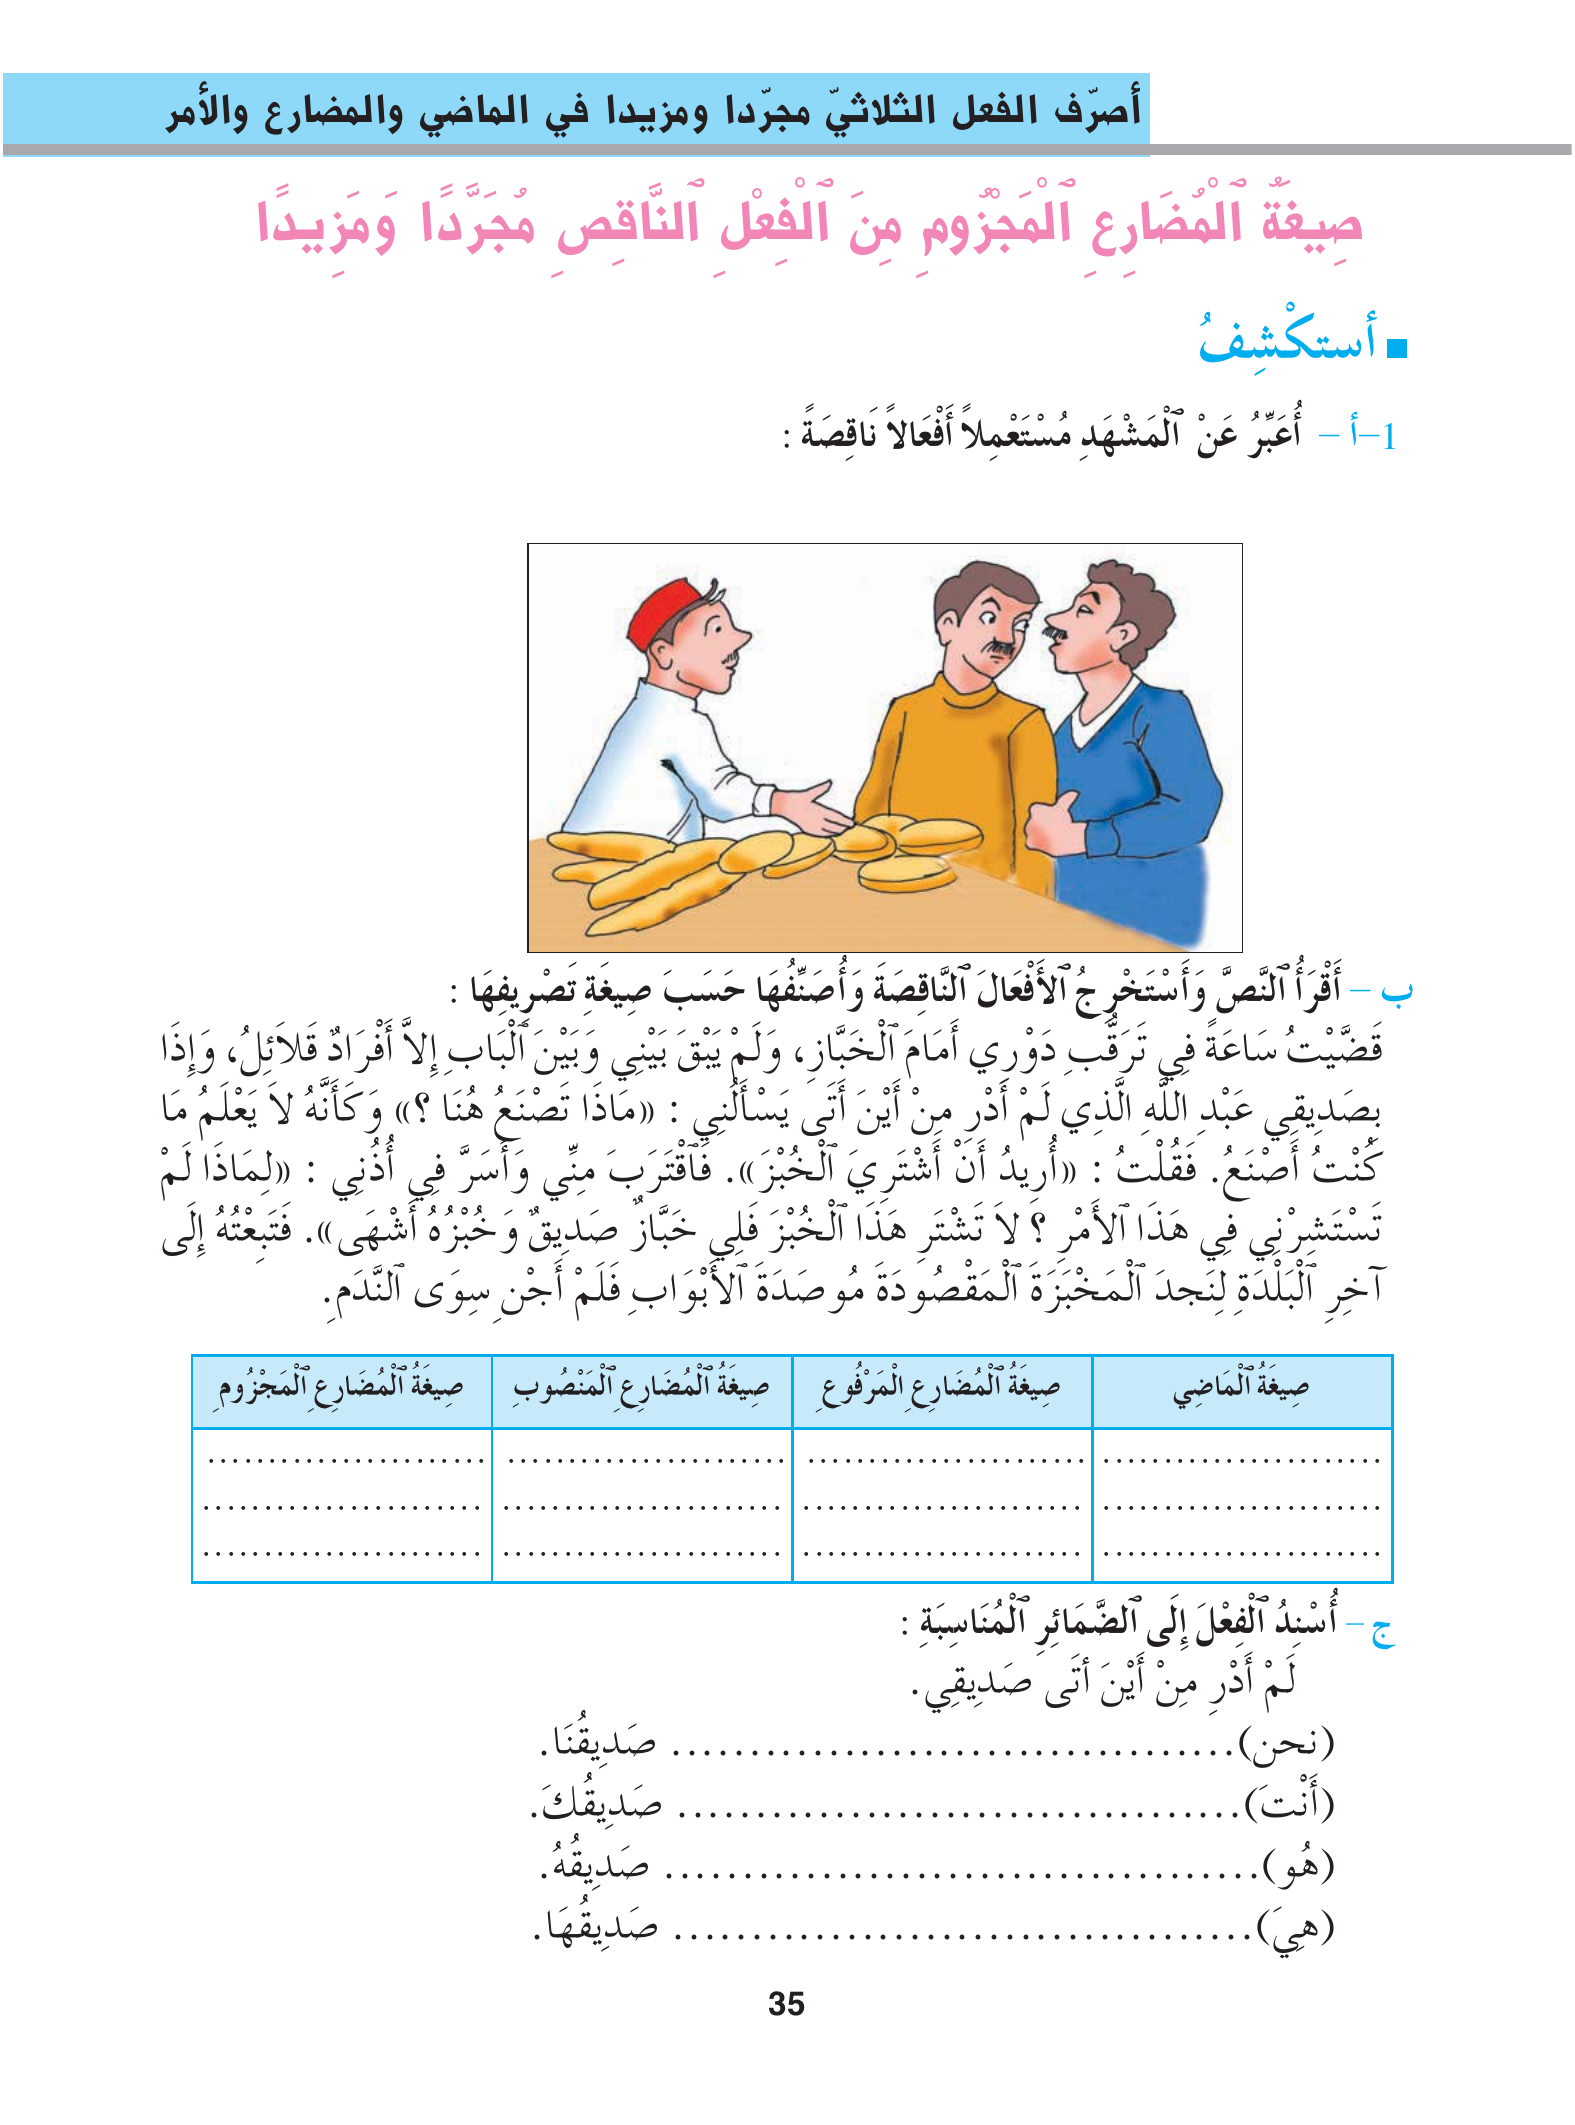 أصرّف الفعل الثلاثيّ مجرّدا ومزيدا في الماضي والمضارع والأمر
صِيغَةُ ٱلْمُضَارِعِ ٱلْمَجْزُومِ مِنَ ٱلْفِعْلِ ٱلنَّاقِصِ مُجَرَّدًا وَمَزِيدًا
■ أستكْشِفُ
1-أ - أُعَبِّرُ عَنْ ٱلْمَشْهَدِ مُسْتَعْمِلاً أَفْعَالاً نَاقِصَةً :
ب - أَقْرَأُ ٱلنَّصَّ وَأَسْتَخْرِجُ ٱلأَفْعَالَ ٱلنَّاقِصَةَ وَأُصَنِّفُهَا حَسَبَ صِيغَةِ تَصْرِيفِهَا :
قَضَّيْتُ سَاعَةً فِي تَرَقُّبِ دَوْرِي أَمَامَ ٱلْخَبَّازِ، وَلَمْ يَبْقَ بَيْنِي وَبَيْنَ ٱلْبَابِ إِلاَّ أَفْرَادٌ قَلاَئِلُ، وَإِذَا
بِصَدِيقِي عَبْدِ اللَّهِ الَّذِي لَمْ أَدْرِ مِنْ أَيْنَ أَتَى يَسْأَلُنِي : «مَاذَا تَصْنَعُ هُنَا ؟» وَكَأَنَّهُ لاَ يَعْلَمُ مَا
كُنْتُ أَصْنَعُ. فَقُلْتُ : «أُرِيدُ أَنْ أَشْتَرِيَ ٱلْخُبْزَ». فَٱقْتَرَبَ مِنِّي وَأَسَرَّ فِي أُذُنِي : «لِمَاذَا لَمْ
تَسْتَشِرْنِي فِي هَذَا ٱلأَمْرِ ؟ لاَ تَشْتَرِ هَذَا ٱلْخُبْزَ فَلِي خَبَّازٌ صَدِيقٌ وَخُبْزُهُ أَشْهَى». فَتَبِعْتُهُ إِلَى
آخِرِ ٱلْبَلْدَةِ لِنَجدَ ٱلْمَخْبَزَةَ ٱلْمَقْصُودَةَ مُوصَدَةَ ٱلأَبْوَابِ فَلَمْ أَجْنِ سِوَى ٱلنَّدَمِ.
صِيغَةُ ٱلْمَاضِي صِيغَةُ ٱلْمُضَارِعِ الْمَرْفُوعِ صِيغَةُ ٱلْمُضَارِعِ ٱلْمَنْصُوبِ صِيغَةُ ٱلْمُضَارِعِ ٱلْمَجْزُومِ
....................... ....................... ....................... .......................
....................... ....................... ....................... .......................
....................... ....................... ....................... .......................
ج - أُسْنِدُ ٱلْفِعْلَ إِلَى ٱلضَّمَائِرِ ٱلْمُنَاسِبَةِ :
لَمْ أَدْرِ مِنْ أَيْنَ أتَى صَدِيقِي.
(نحن).................................... صَدِيقُنَا.
(أَنْتَ).................................... صَدِيقُكَ.
(هُو)...................................... صَدِيقُهُ.
(هِيَ)..................................... صَدِيقُهَا.
35